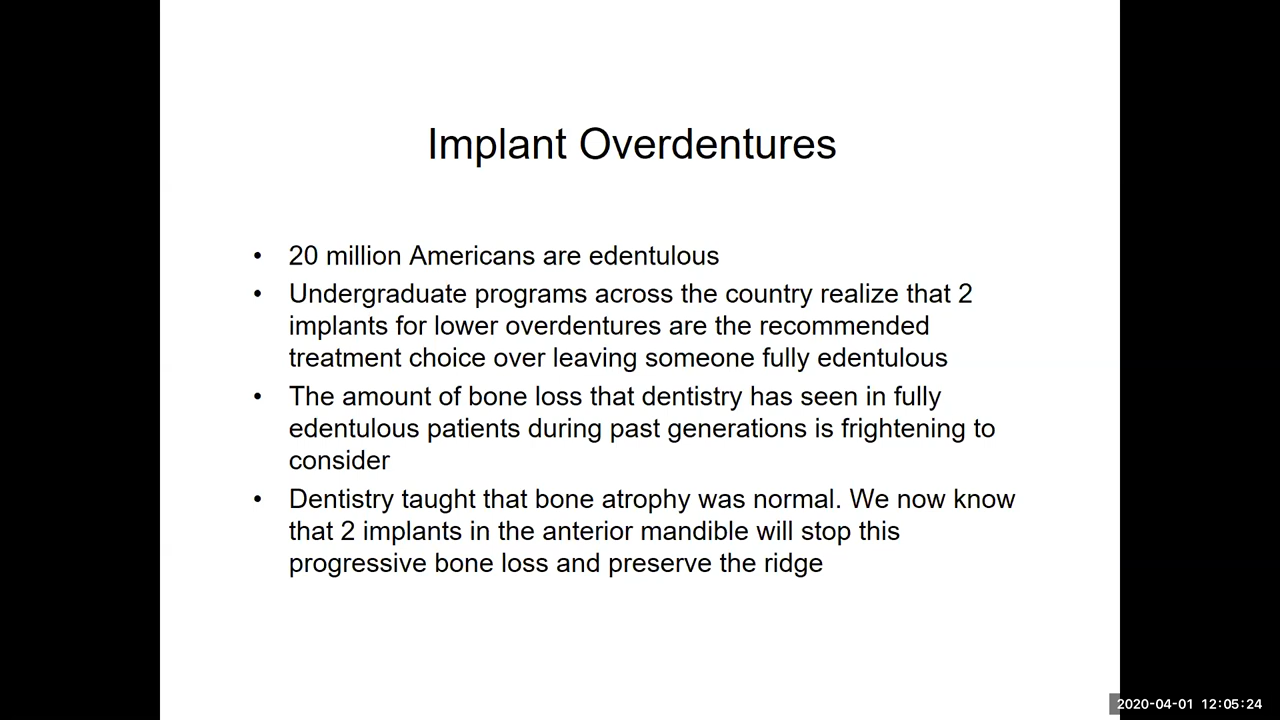 Implant Overdentures
• 20 million Americans are edentulous
• Undergraduate programs across the country realize that 2
implants for lower overdentures are the recommended
treatment choice over leaving someone fully edentulous
• The amount of bone loss that dentistry has seen in fully
edentulous patients during past generations is frightening to
consider
• Dentistry taught that bone atrophy was normal. We now know
that 2 implants in the anterior mandible will stop this
progressive bone loss and preserve the ridge
2020-04-01 12:05:24